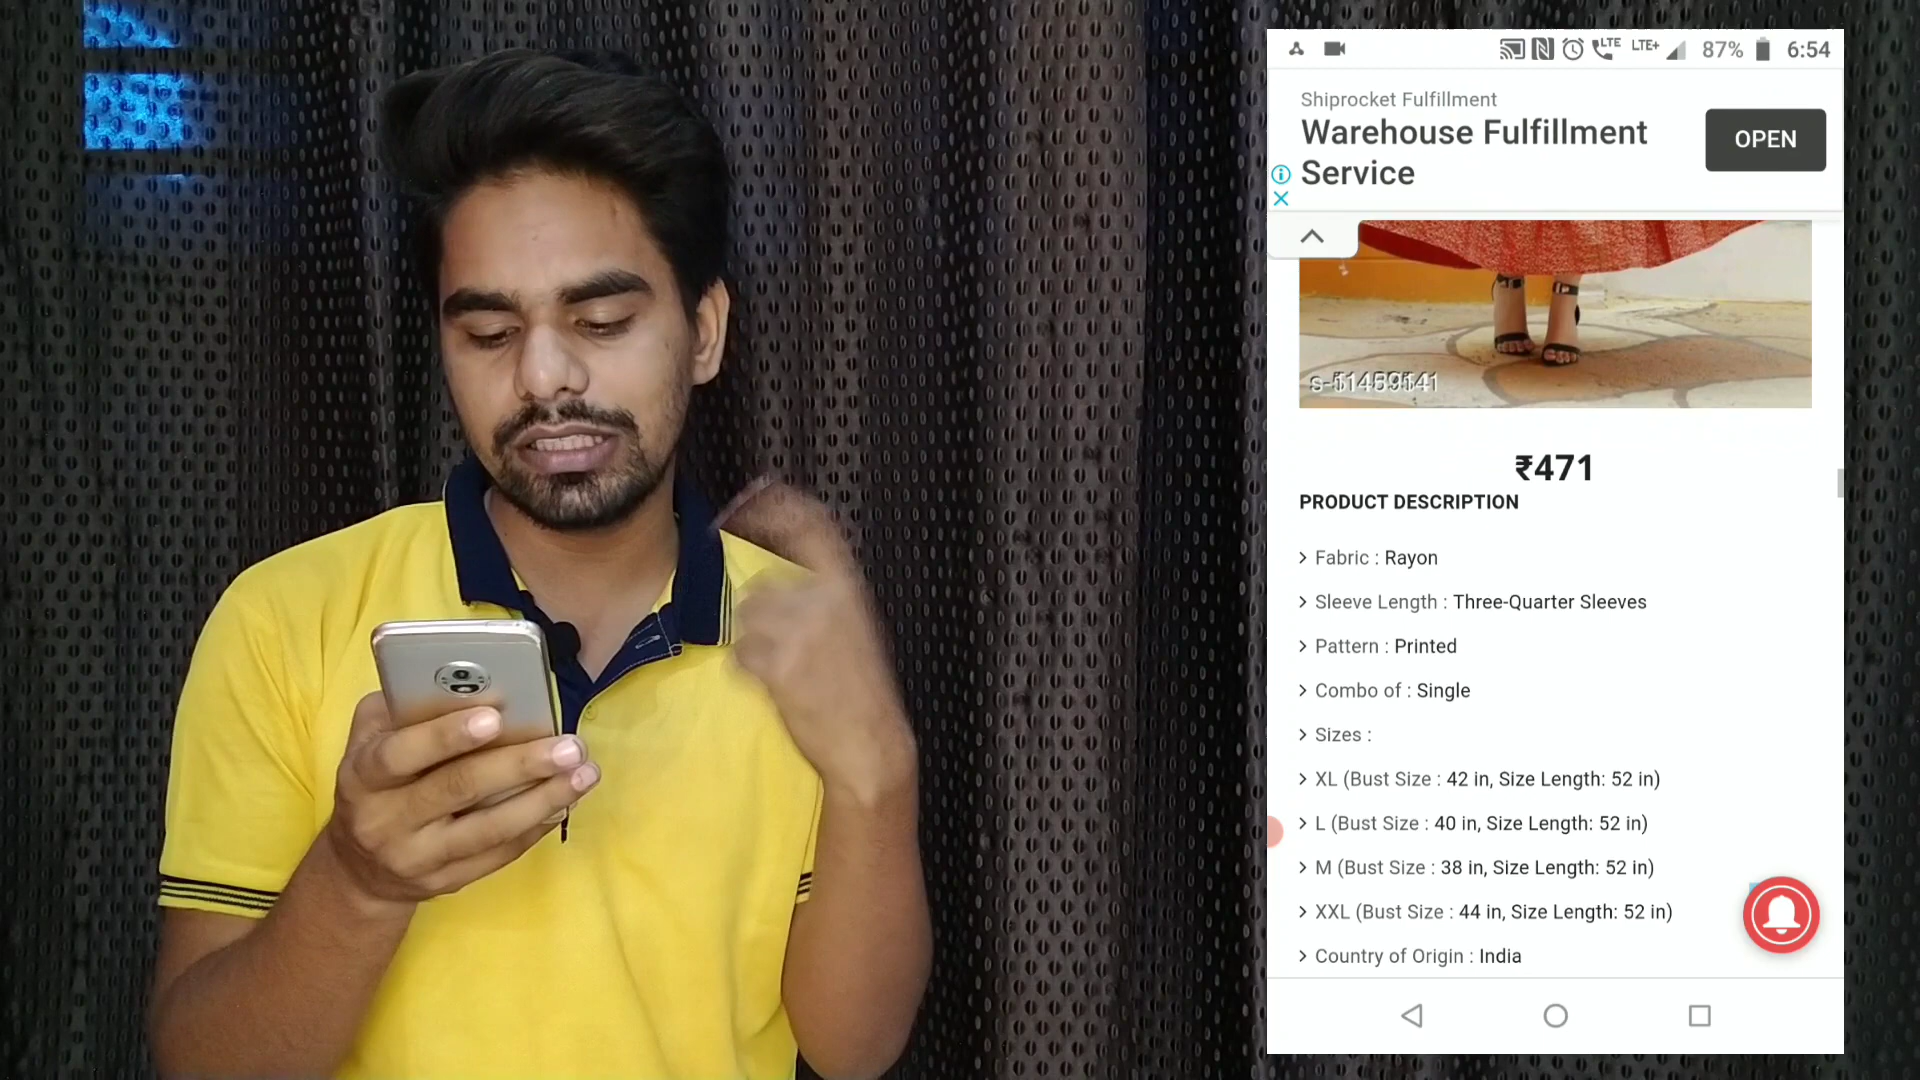 LTE LTE+ 87% 6:54
Shiprocket Fulfillment
Warehouse Fulfillment
Service
OPEN
₹471
PRODUCT DESCRIPTION
Fabric : Rayon
Sleeve Length : Three-Quarter Sleeves
Pattern : Printed
Combo of : Single
Sizes :
XL (Bust Size : 42 in, Size Length: 52 in)
L (Bust Size : 40 in, Size Length: 52 in)
M (Bust Size : 38 in, Size Length: 52 in)
XXL (Bust Size : 44 in, Size Length: 52 in)
Country of Origin : India